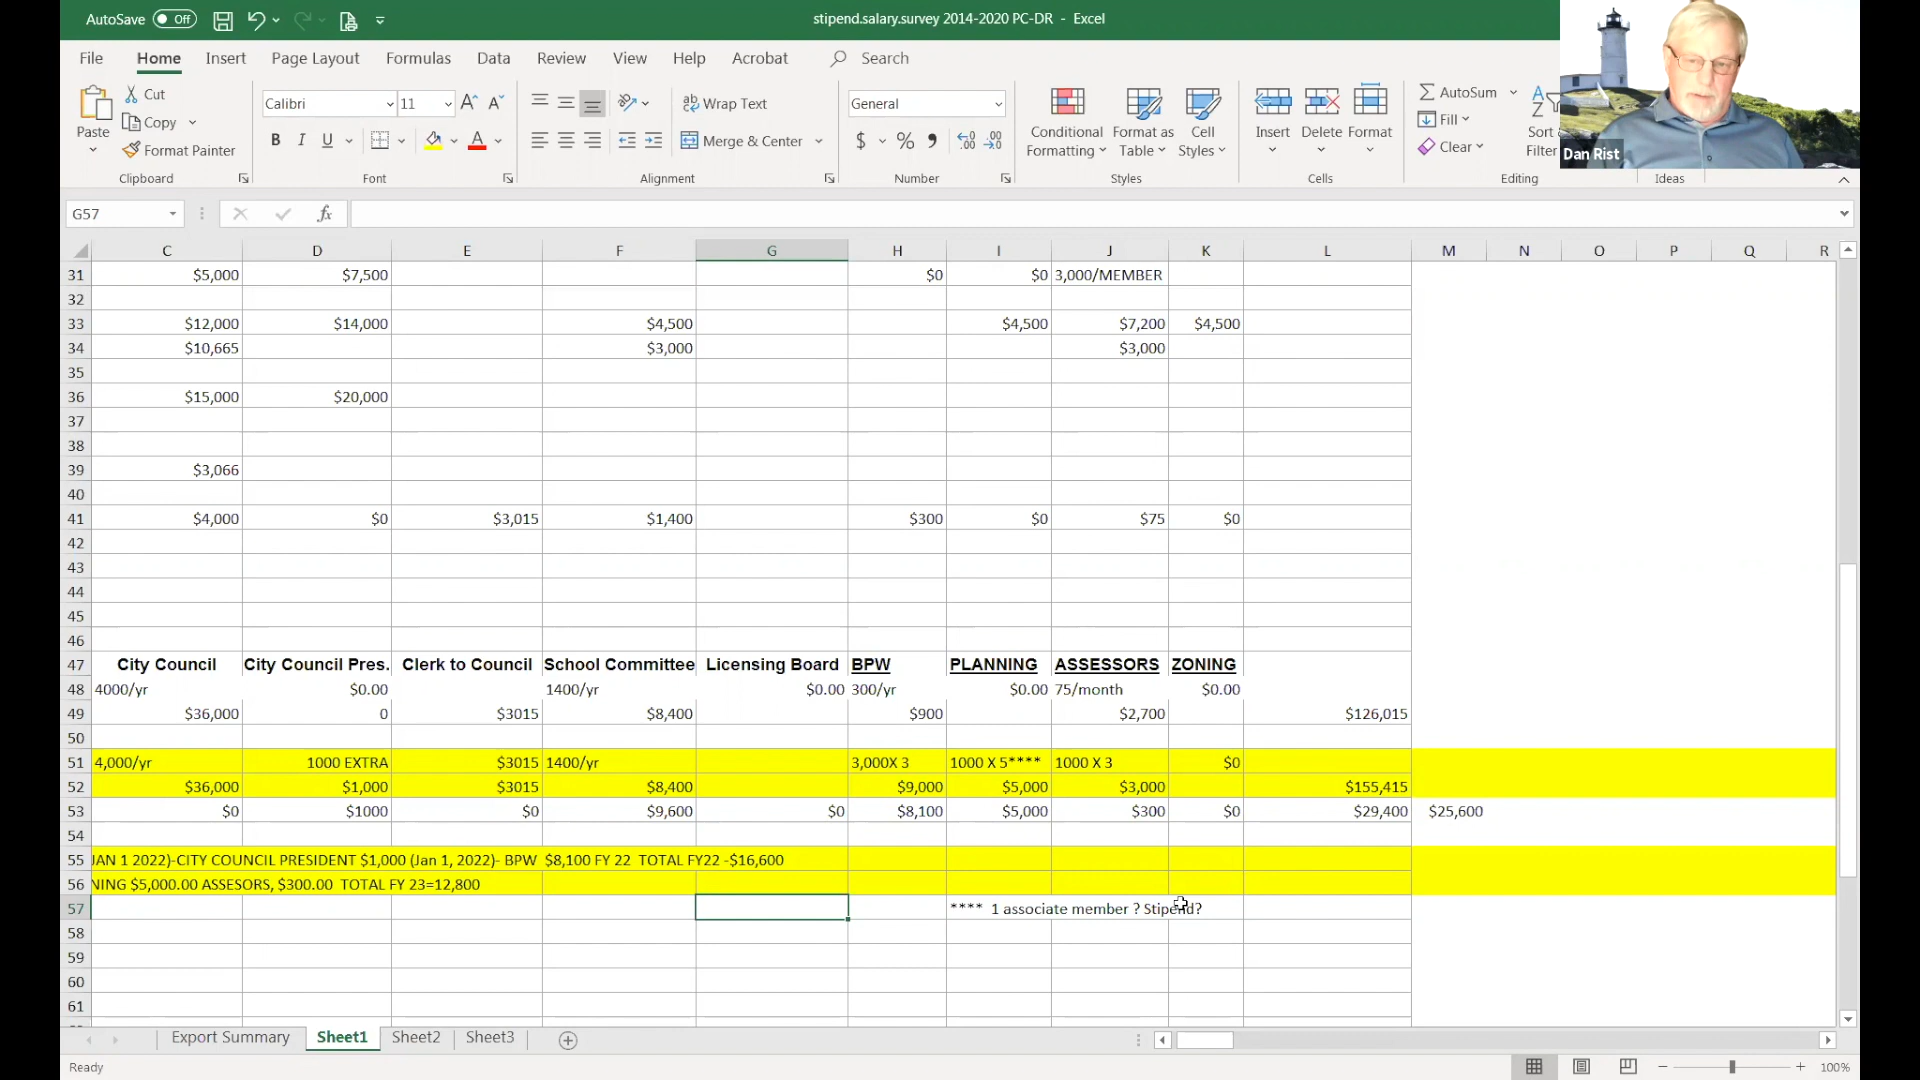 AutoSave Off
stipend.salary.survey 2014-2020 PC-DR - Excel
File Home Insert Page Layout Formulas Data Review View Help Acrobat Search
Paste
Cut
Copy
Format Painter
Clipboard
Calibri 11
B I U
Font
Wrap Text
Merge & Center
Alignment
General
$ % ,
Number
Conditional Formatting
Format as Table
Cell Styles
Styles
Insert Delete Format
Cells
AutoSum
Fill
Clear
Sort & Filter
Editing
Ideas
Dan Rist
G57
fx
C D E F G H I J K L M N O P Q R
31 $5,000 $7,500 $0 $0 3,000/MEMBER
32
33 $12,000 $14,000 $4,500 $4,500 $7,200 $4,500
34 $10,665 $3,000 $3,000
35
36 $15,000 $20,000
37
38
39 $3,066
40
41 $4,000 $0 $3,015 $1,400 $300 $0 $75 $0
42
43
44
45
46
47 City Council City Council Pres. Clerk to Council School Committee Licensing Board BPW PLANNING ASSESSORS ZONING
48 4000/yr $0.00 1400/yr $0.00 300/yr $0.00 75/month $0.00
49 $36,000 0 $3015 $8,400 $900 $2,700 $126,015
50
51 4,000/yr 1000 EXTRA $3015 1400/yr 3,000X 3 1000 X 5**** 1000 X 3 $0
52 $36,000 $1,000 $3015 $8,400 $9,000 $5,000 $3,000 $155,415
53 $0 $1000 $0 $9,600 $0 $8,100 $5,000 $300 $0 $29,400 $25,600
54
55 JAN 1 2022)-CITY COUNCIL PRESIDENT $1,000 (Jan 1, 2022)- BPW $8,100 FY 22 TOTAL FY22 -$16,600
56 NING $5,000.00 ASSESORS, $300.00 TOTAL FY 23=12,800
57 **** 1 associate member ? Stipend?
58
59
60
61
Export Summary Sheet1 Sheet2 Sheet3
Ready
100%